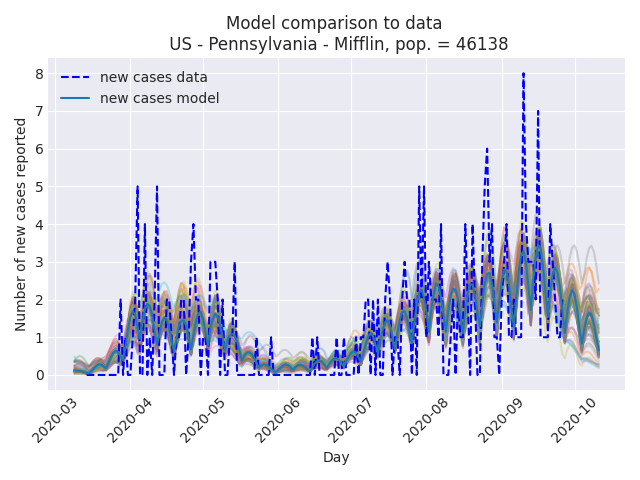 Model comparison to data
US - Pennsylvania - Mifflin, pop. = 46138
new cases data
new cases model
Number of new cases reported
8
7
6
5
4
3
2
1
0
2020-03
2020-04
2020-05
2020-06
2020-07
2020-08
2020-09
2020-10
Day